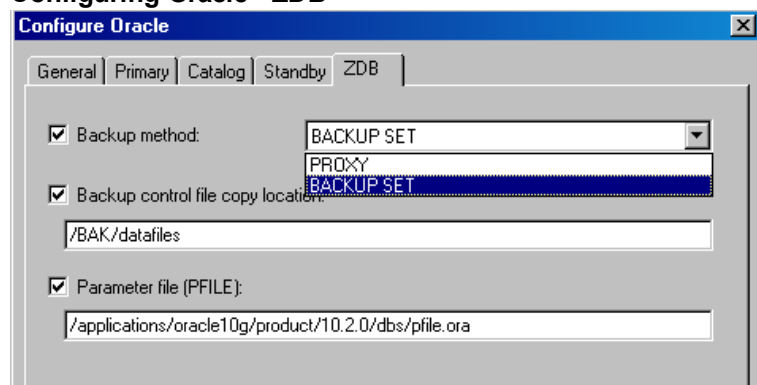 Configuring Oracle ZDB
Configure Oracle
General Primary Catalog Standby ZDB
Backup method: BACKUP SET
PROXY
BACKUP SET
Backup control file copy location:
/BAK/datafiles
Parameter file (PFILE):
/applications/oracle10g/product/10.2.0/dbs/pfile.ora